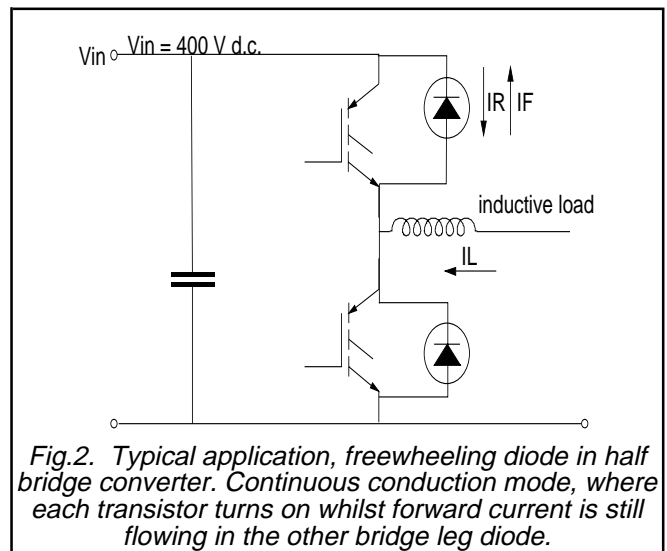 Vin = 400 V d.c.
Vin
IR IF
inductive load
IL
Fig.2. Typical application, freewheeling diode in half
bridge converter. Continuous conduction mode, where
each transistor turns on whilst forward current is still
flowing in the other bridge leg diode.